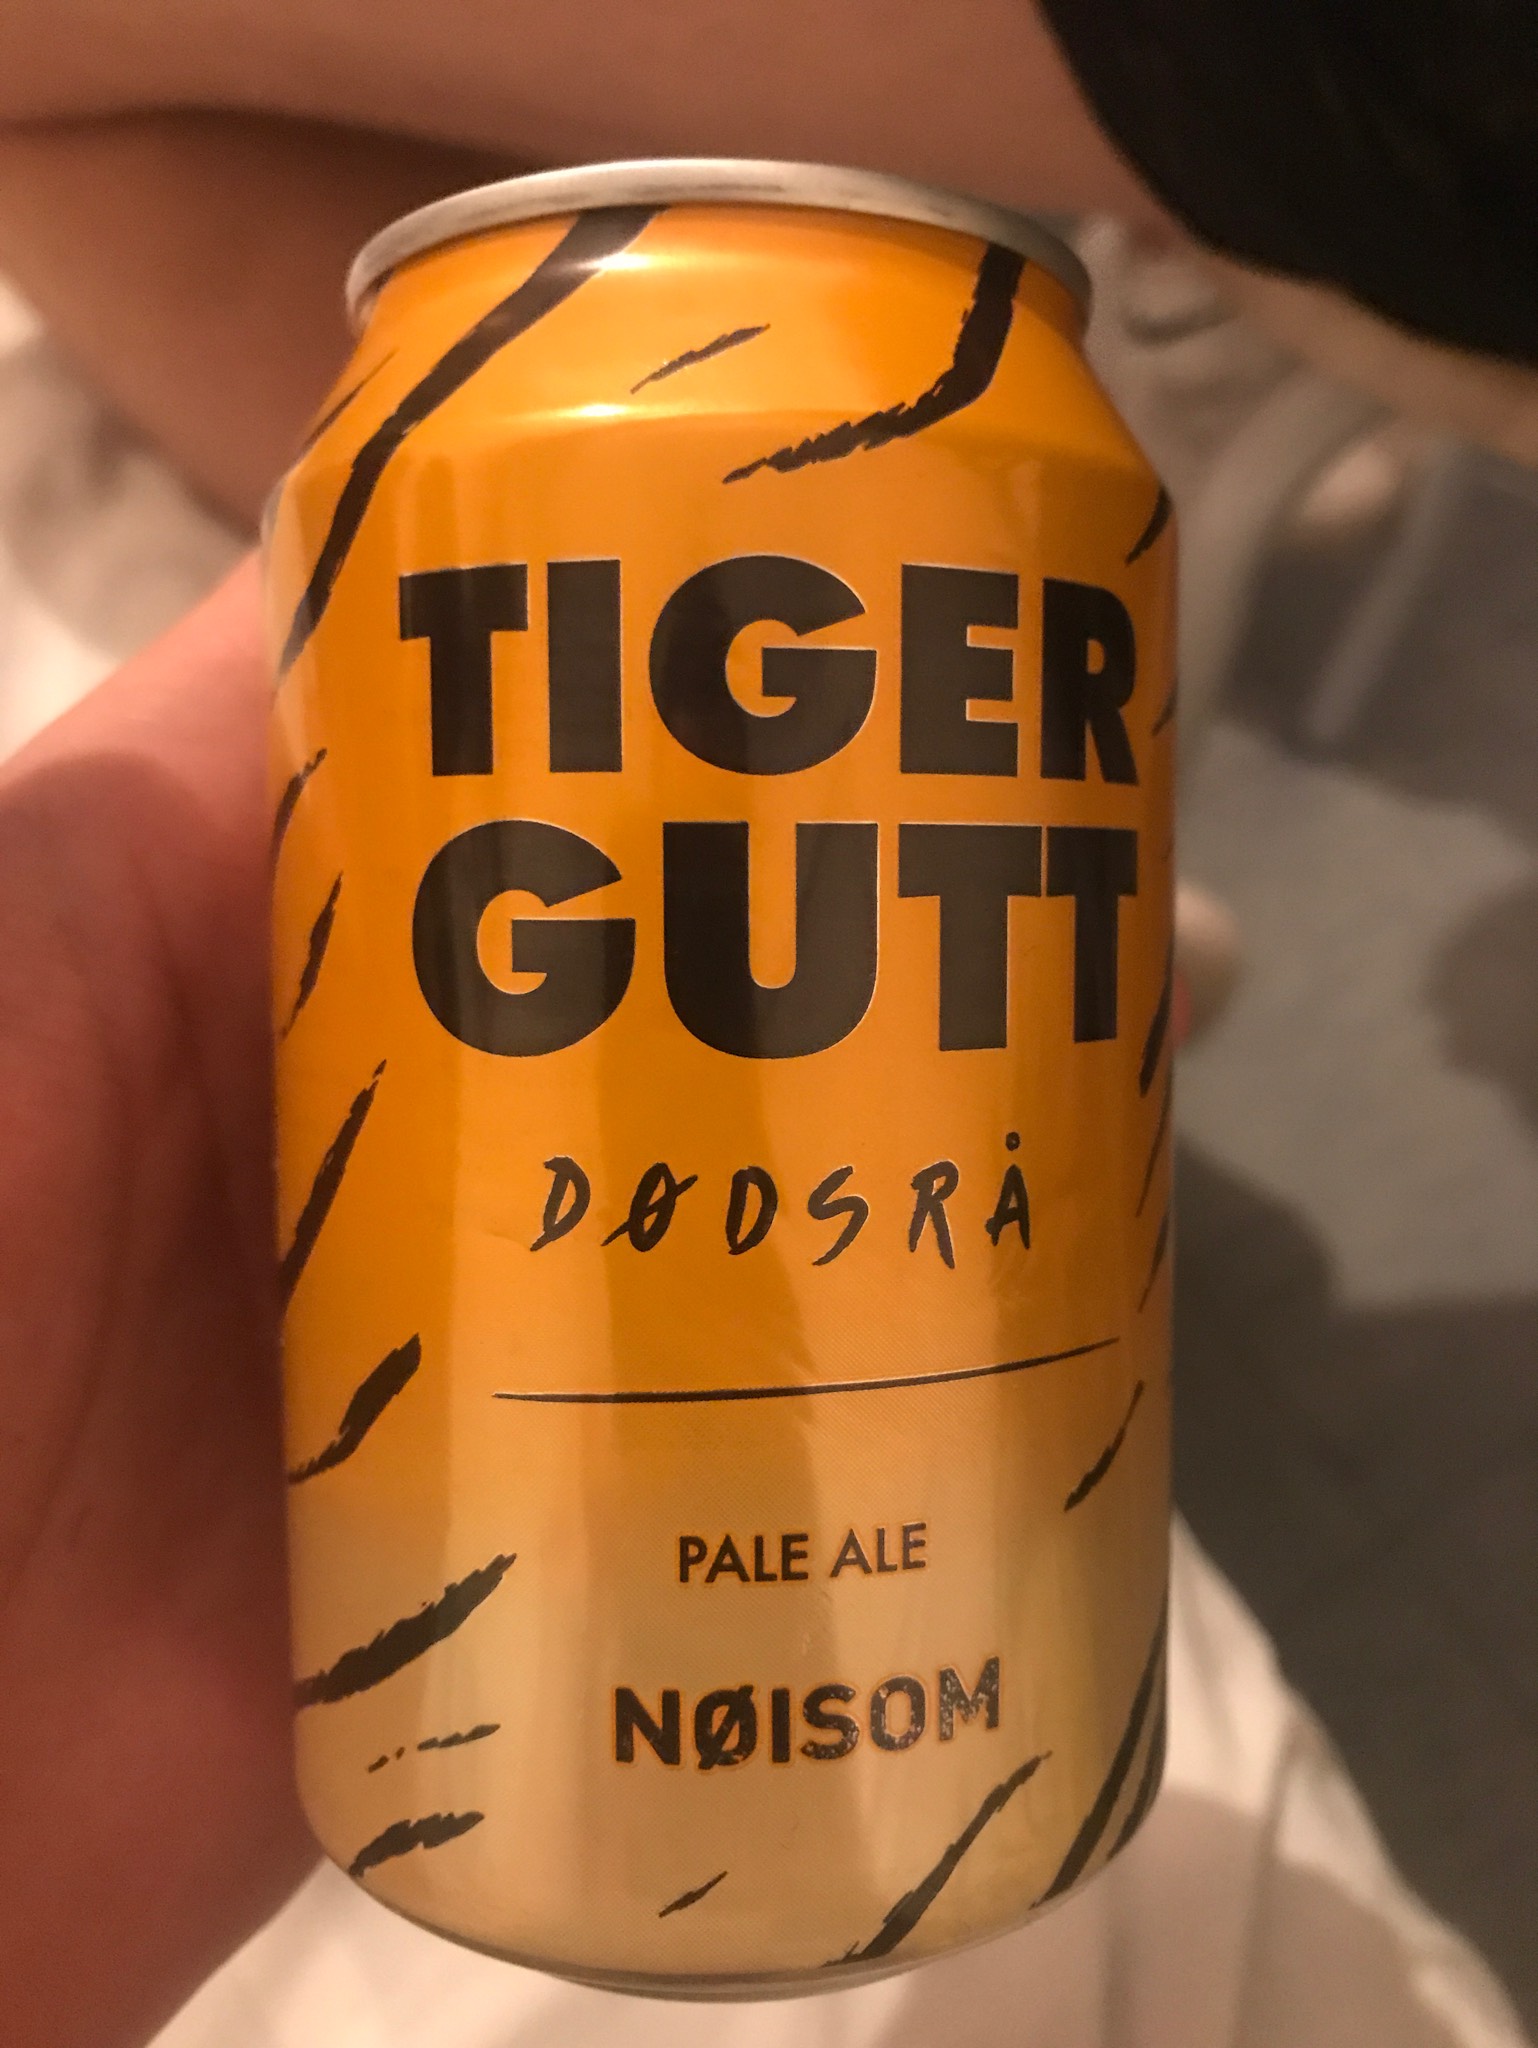 TIGER
GUTT
DØDSRÅ
PALE ALE
NØISOM